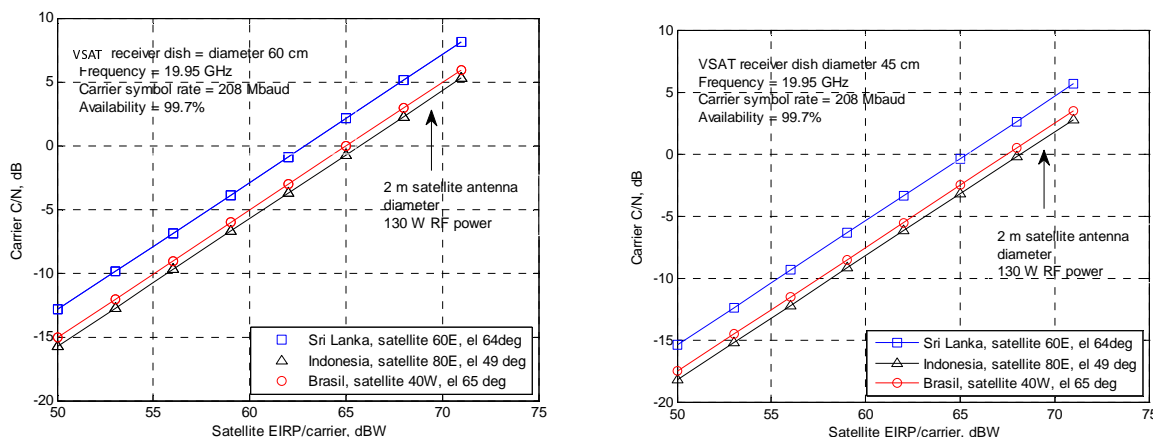 10
5
0
-5
-10
-15
-20
50
55
60
65
70
75
Carrier C/N, dB
Satellite EIRP/carrier, dBW
VSAT receiver dish = diameter 60 cm
Frequency = 19.95 GHz
Carrier symbol rate = 208 Mbaud
Availability = 99.7%
2 m satellite antenna
diameter
130 W RF power
Sri Lanka, satellite 60E, el 64deg
Indonesia, satellite 80E, el 49 deg
Brasil, satellite 40W, el 65 deg
10
5
0
-5
-10
-15
-20
50
55
60
65
70
75
Carrier C/N, dB
Satellite EIRP/carrier, dBW
VSAT receiver dish diameter 45 cm
Frequency = 19.95 GHz
Carrier symbol rate = 208 Mbaud
Availability = 99.7%
2 m satellite antenna
diameter
130 W RF power
Sri Lanka, satellite 60E, el 64deg
Indonesia, satellite 80E, el 49 deg
Brasil, satellite 40W, el 65 deg